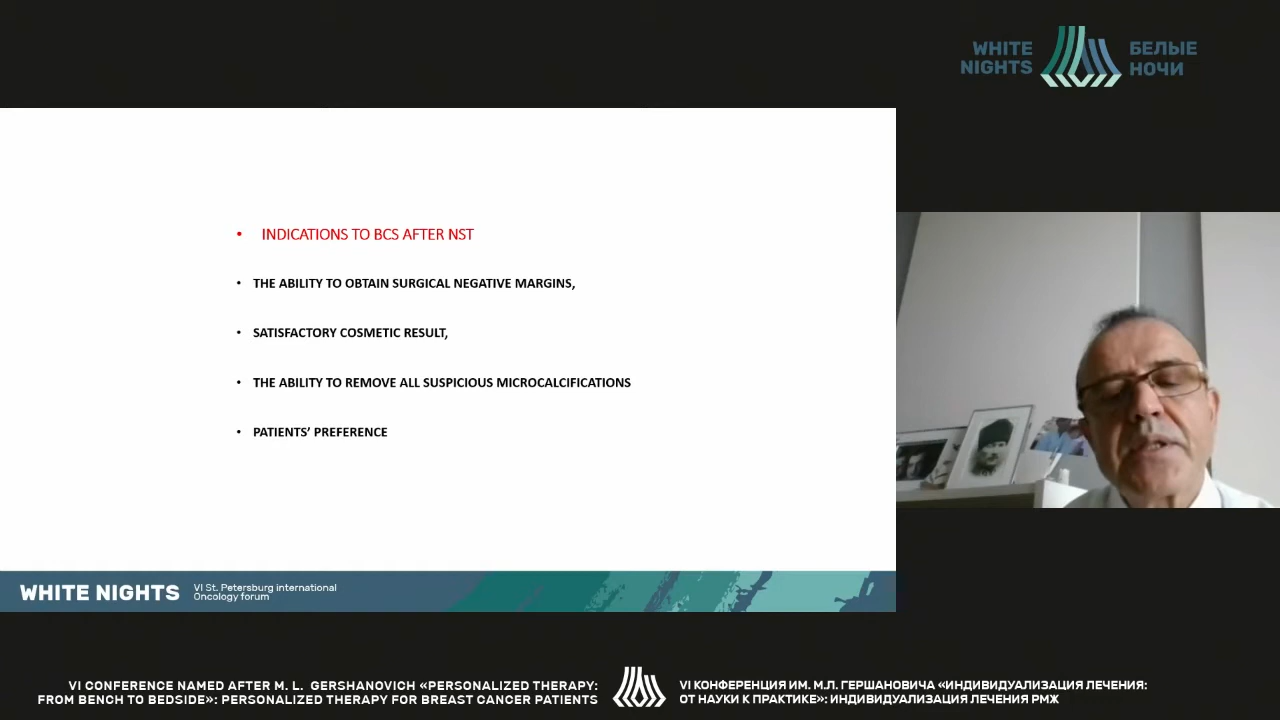 WHITE
NIGHTS
БЕЛЫЕ
НОЧИ
• INDICATIONS TO BCS AFTER NST
• THE ABILITY TO OBTAIN SURGICAL NEGATIVE MARGINS,
• SATISFACTORY COSMETIC RESULT,
• THE ABILITY TO REMOVE ALL SUSPICIOUS MICROCALCIFICATIONS
• PATIENTS’ PREFERENCE
WHITE NIGHTS
VI St. Petersburg international
Oncology forum
VI CONFERENCE NAMED AFTER M. L. GERSHANOVICH «PERSONALIZED THERAPY:
FROM BENCH TO BEDSIDE»: PERSONALIZED THERAPY FOR BREAST CANCER PATIENTS
VI КОНФЕРЕНЦИЯ ИМ. М.Л. ГЕРШАНОВИЧА «ИНДИВИДУАЛИЗАЦИЯ ЛЕЧЕНИЯ:
ОТ НАУКИ К ПРАКТИКЕ»: ИНДИВИДУАЛИЗАЦИЯ ЛЕЧЕНИЯ РМЖ